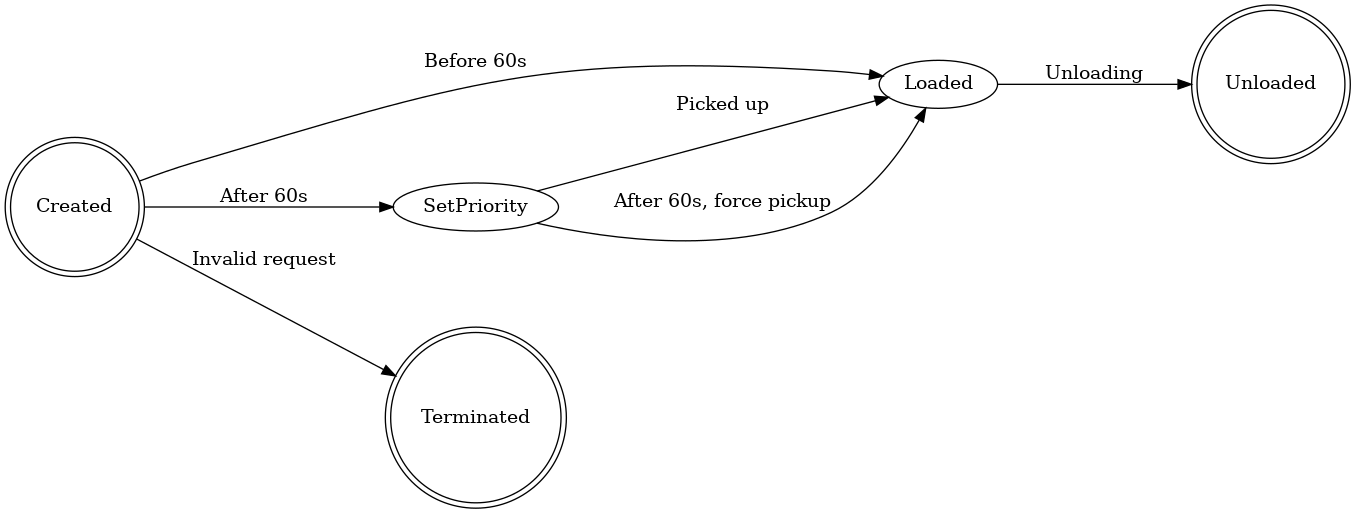 Before 60s
Loaded
Unloading
Unloaded
Picked up
Created
After 60s
SetPriority
After 60s, force pickup
Invalid request
Terminated